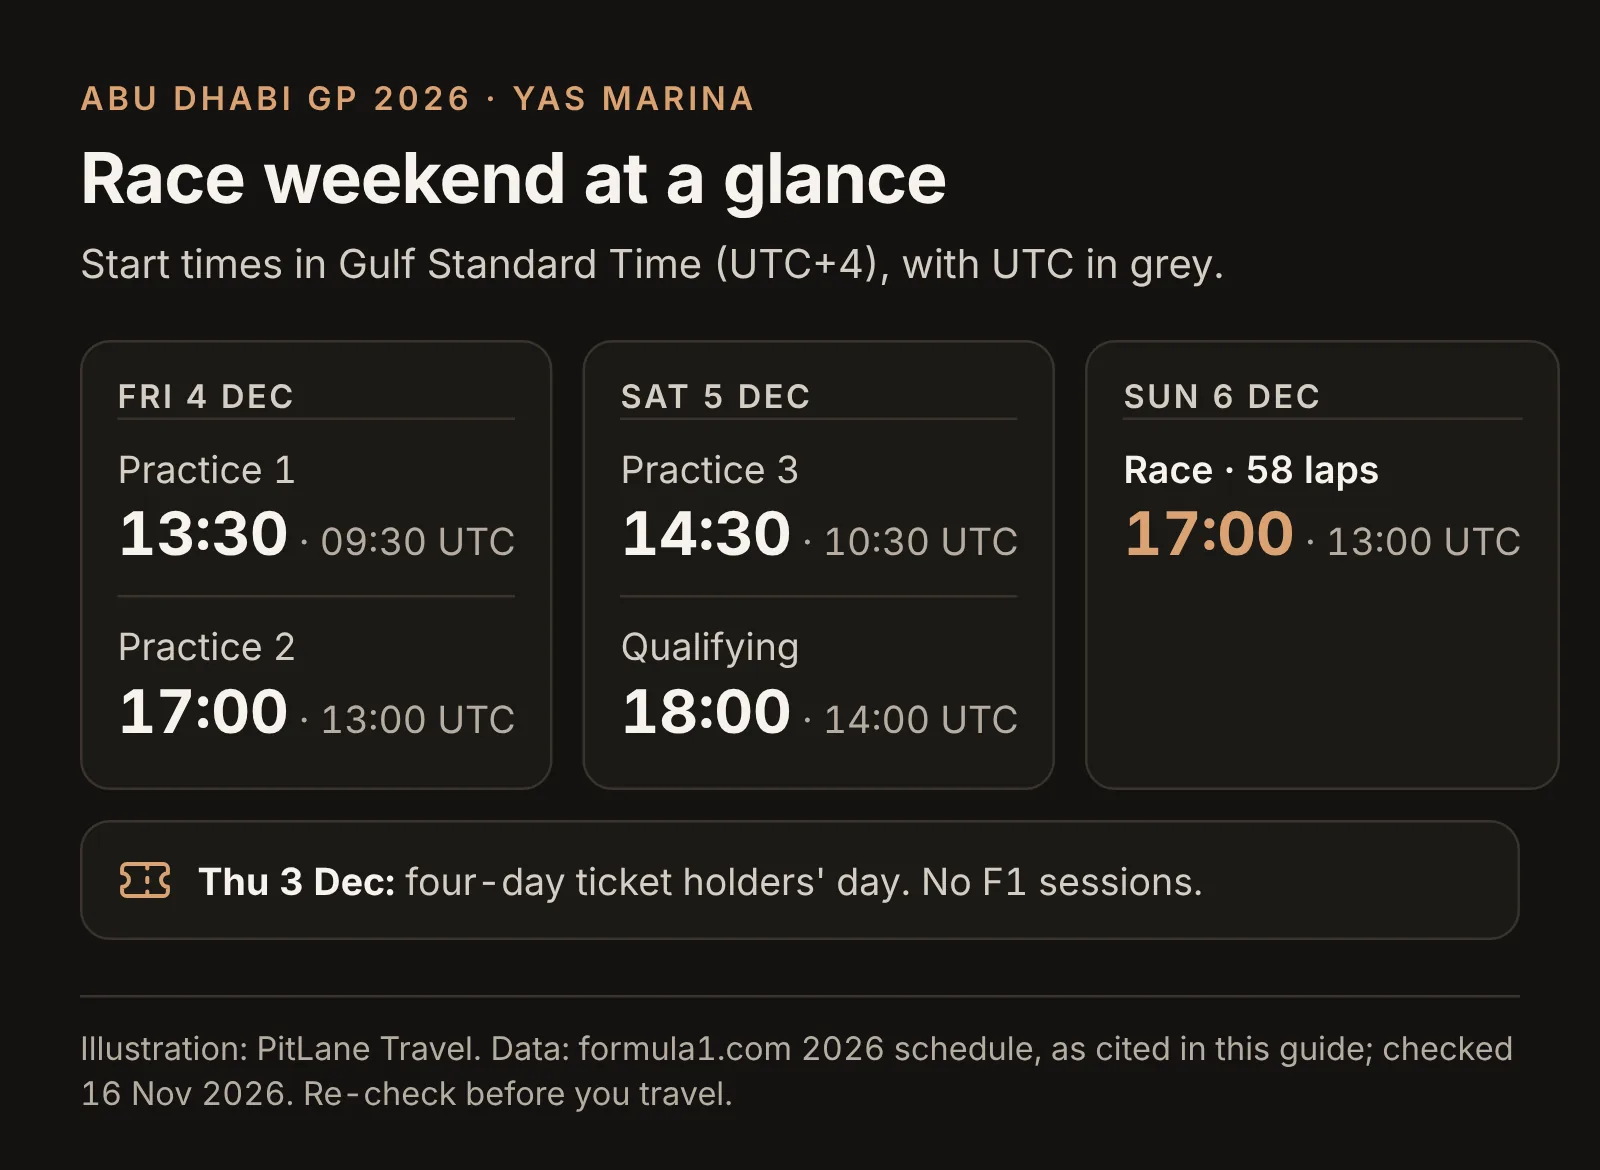 ABU DHABI GP 2026 · YAS MARINA
Race weekend at a glance
Start times in Gulf Standard Time (UTC+4), with UTC in grey.
FRI 4 DEC
Practice 1
13:30 · 09:30 UTC
Practice 2
17:00 · 13:00 UTC
SAT 5 DEC
Practice 3
14:30 · 10:30 UTC
Qualifying
18:00 · 14:00 UTC
SUN 6 DEC
Race · 58 laps
17:00 · 13:00 UTC
Thu 3 Dec: four-day ticket holders' day. No F1 sessions.
Illustration: PitLane Travel. Data: formula1.com 2026 schedule, as cited in this guide; checked
16 Nov 2026. Re-check before you travel.